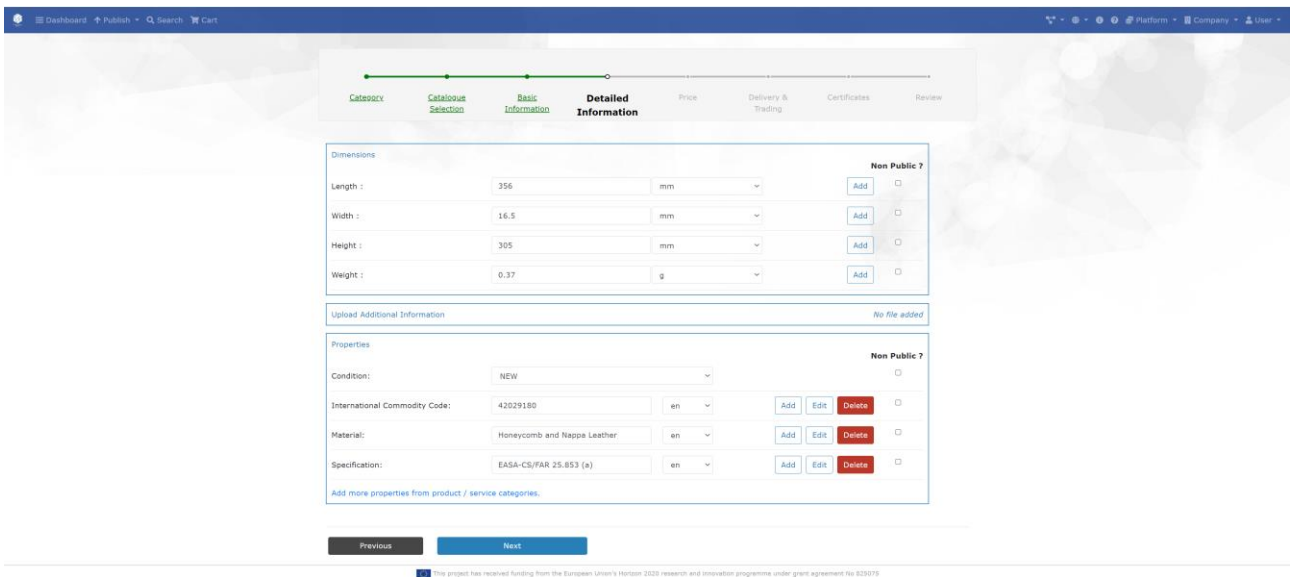 Dashboard Publish Search Cart Platform Company User
Category Catalogue Selection Basic Information Detailed Information Price Delivery & Trading Certificates Review
Dimensions
Non Public ?
Length : 356 mm Add
Width : 16.5 mm Add
Height : 305 mm Add
Weight : 0.37 g Add
Upload Additional Information No file added
Properties
Non Public ?
Condition: NEW
International Commodity Code: 42029180 en Add Edit Delete
Material: Honeycomb and Nappa Leather en Add Edit Delete
Specification: EASA-CS/FAR 25.853 (a) en Add Edit Delete
Add more properties from product / service categories.
Previous Next
This project has received funding from the European Union's Horizon 2020 research and innovation programme under grant agreement No 825079